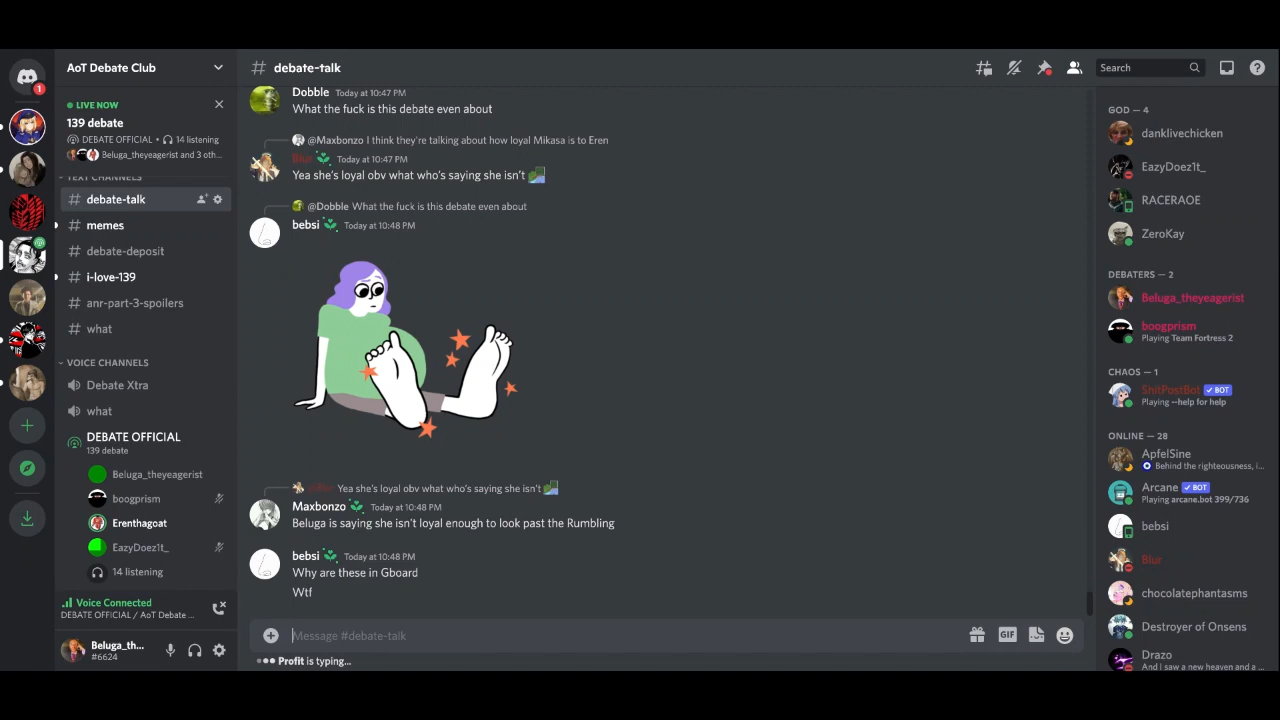 1
AoT Debate Club
LIVE NOW
139 debate
DEBATE OFFICIAL • 14 listening
Beluga_theyeagerist and 3 oth...
TEXT CHANNELS
# debate-talk
# memes
# debate-deposit
# i-love-139
# anr-part-3-spoilers
# what
VOICE CHANNELS
Debate Xtra
what
DEBATE OFFICIAL
139 debate
Beluga_theyeagerist
boogprism
Erenthagoat
EazyDoez1t_
14 listening
Voice Connected
DEBATE OFFICIAL / AoT Debate ...
Beluga_th...
#6624
# debate-talk
Search
Dobble Today at 10:47 PM
What the fuck is this debate even about
@Maxbonzo I think they're talking about how loyal Mikasa is to Eren
Blur Today at 10:47 PM
Yea she's loyal obv what who's saying she isn't
@Dobble What the fuck is this debate even about
bebsi Today at 10:48 PM
@Blur Yea she's loyal obv what who's saying she isn't
Maxbonzo Today at 10:48 PM
Beluga is saying she isn't loyal enough to look past the Rumbling
bebsi Today at 10:48 PM
Why are these in Gboard
Wtf
Message #debate-talk
GIF
Profit is typing...
GOD — 4
danklivechicken
EazyDoez1t_
RACERAOE
ZeroKay
DEBATERS — 2
Beluga_theyeagerist
boogprism
Playing Team Fortress 2
CHAOS — 1
ShitPostBot ✓ BOT
Playing --help for help
ONLINE — 28
ApfelSine
Behind the righteousness, i...
Arcane ✓ BOT
Playing arcane.bot 399/736
bebsi
Blur
chocolatephantasms
Destroyer of Onsens
Drazo
And I saw a new heaven and a ...